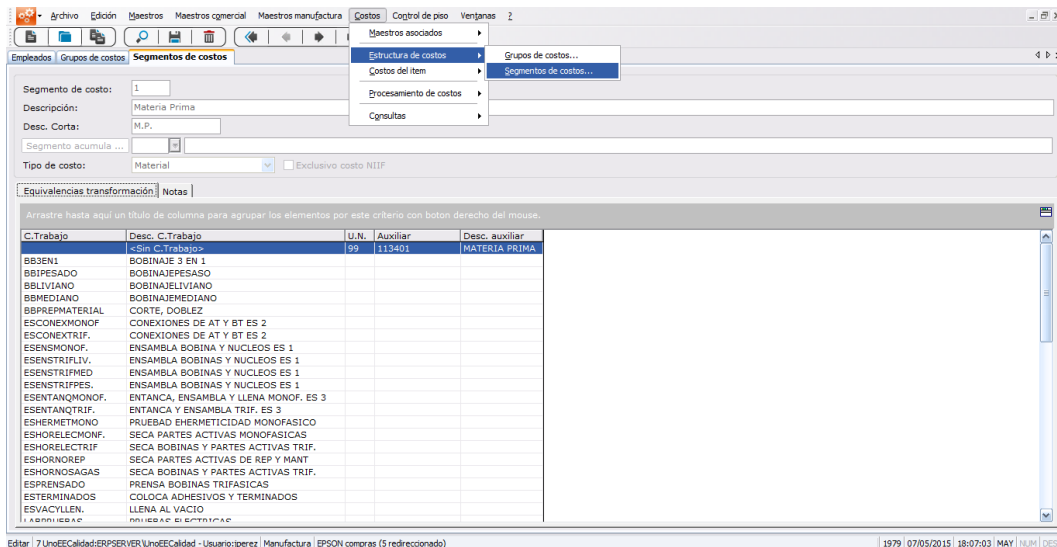 Archivo Edición Maestros Maestros comercial Maestros manufactura Costos Control de piso Ventanas ?
Maestros asociados
Estructura de costos
Costos del item
Procesamiento de costos
Consultas
Grupos de costos...
Segmentos de costos...
Empleados Grupos de costos Segmentos de costos
Segmento de costo: 1
Descripción: Materia Prima
Desc. Corta: M.P.
Segmento acumula ...
Tipo de costo: Material Exclusivo costo NIIF
Equivalencias transformación Notas
Arrastre hasta aquí un título de columna para agrupar los elementos por este criterio con boton derecho del mouse.
C.Trabajo Desc. C.Trabajo U.N. Auxiliar Desc. auxiliar
<Sin C.Trabajo> 99 113401 MATERIA PRIMA
BB3EN1 BOBINAJE 3 EN 1
BBIPESADO BOBINAJEPESASO
BBLIVIANO BOBINAJELIVIANO
BBMEDIANO BOBINAJEMEDIANO
BBPREPMATERIAL CORTE, DOBLEZ
ESCONEXMONOF CONEXIONES DE AT Y BT ES 2
ESCONEXTRIF. CONEXIONES DE AT Y BT ES 2
ESENSMONOF. ENSAMBLA BOBINA Y NUCLEOS ES 1
ESENSTRIFLIV. ENSAMBLA BOBINAS Y NUCLEOS ES 1
ESENSTRIFMED ENSAMBLA BOBINAS Y NUCLEOS ES 1
ESENSTRIFPES. ENSAMBLA BOBINAS Y NUCLEOS ES 1
ESENTANQMONOF. ENTANCA, ENSAMBLA Y LLENA MONOF. ES 3
ESENTANQTRIF. ENTANCA Y ENSAMBLA TRIF. ES 3
ESHERMETMONO PRUEBAD EHERMETICIDAD MONOFASICO
ESHORELECMONF. SECA PARTES ACTIVAS MONOFASICAS
ESHORELECTRIF SECA BOBINAS Y PARTES ACTIVAS TRIF.
ESHORNOREP SECA PARTES ACTIVAS DE REP Y MANT
ESHORNOSAGAS SECA BOBINAS Y PARTES ACTIVAS TRIF.
ESPRENSADO PRENSA BOBINAS TRIFASICAS
ESTERMINADOS COLOCA ADHESIVOS Y TERMINADOS
ESVACYLLEN. LLENA AL VACIO
LABPRUEBAS PRUEBAS ELECTRICAS
Editar 7 UnoEECalidad:ERPSERVER\UnoEECalidad - Usuario:iperez Manufactura EPSON compras (5 redireccionado) 1979 07/05/2015 18:07:03 MAY NUM DES